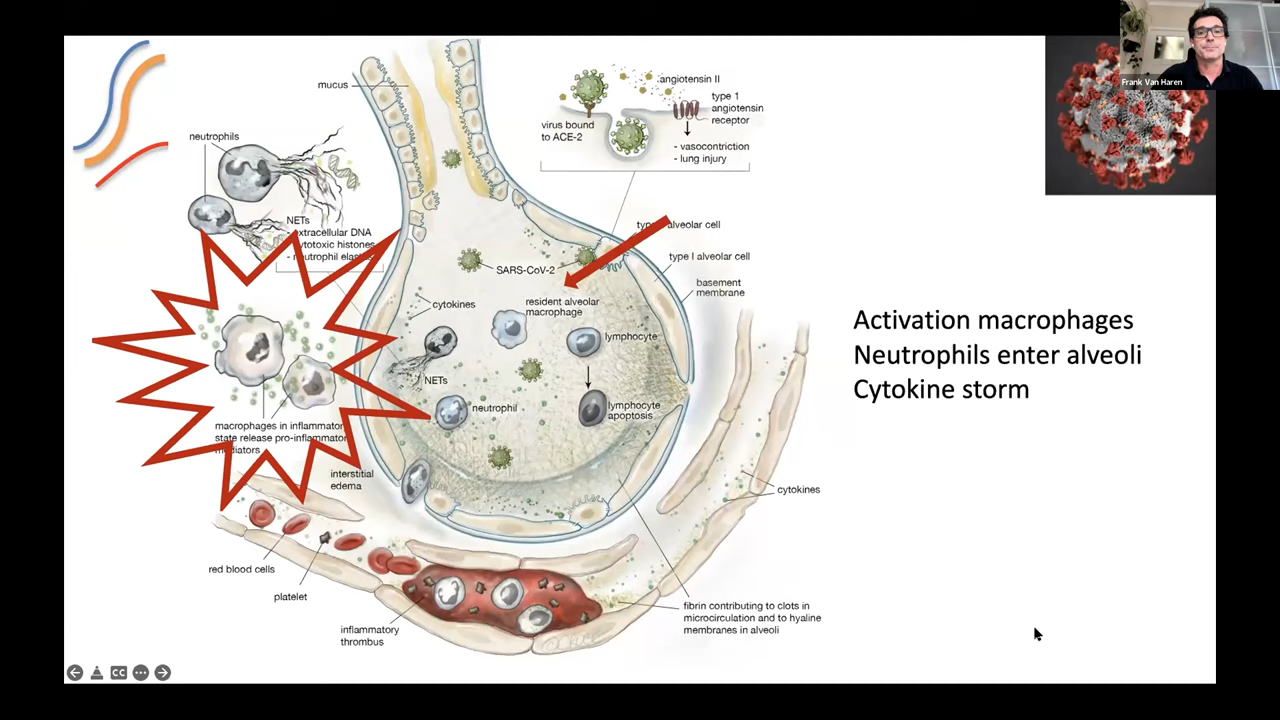 Frank Van Haren
mucus
neutrophils
NETs
extracellular DNA
cytotoxic histones
- neutrophil
angiotensin II
type 1
angiotensin
receptor
virus bound
to ACE-2
- vasocontriction
- lung injury
alveolar cell
type I alveolar cell
basement
membrane
SARS-CoV-2
cytokines
resident alveolar
macrophage
lymphocyte
NETs
neutrophil
lymphocyte
apoptosis
macrophages in inflammatory
state release pro-inflammatory
mediators
interstitial
edema
cytokines
red blood cells
platelet
inflammatory
thrombus
fibrin contributing to clots in
microcirculation and to hyaline
membranes in alveoli
Activation macrophages
Neutrophils enter alveoli
Cytokine storm
CC